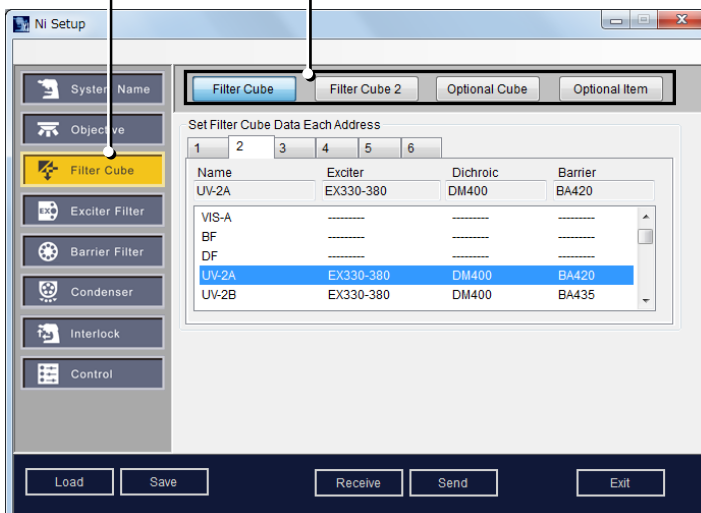 Ni Setup
System Name
Objective
Filter Cube
Exciter Filter
Barrier Filter
Condenser
Interlock
Control
Filter Cube Filter Cube 2 Optional Cube Optional Item
Set Filter Cube Data Each Address
1 2 3 4 5 6
Name Exciter Dichroic Barrier
UV-2A EX330-380 DM400 BA420
VIS-A --------- --------- ---------
BF --------- --------- ---------
DF --------- --------- ---------
UV-2A EX330-380 DM400 BA420
UV-2B EX330-380 DM400 BA435
Load Save Receive Send Exit